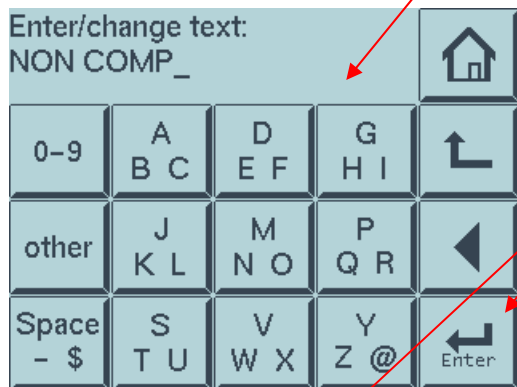 Enter/change text:
NON COMP_
0-9
A
B C
D
E F
G
H I
other
J
K L
M
N O
P
Q R
Space
- $
S
T U
V
W X
Y
Z @
Enter